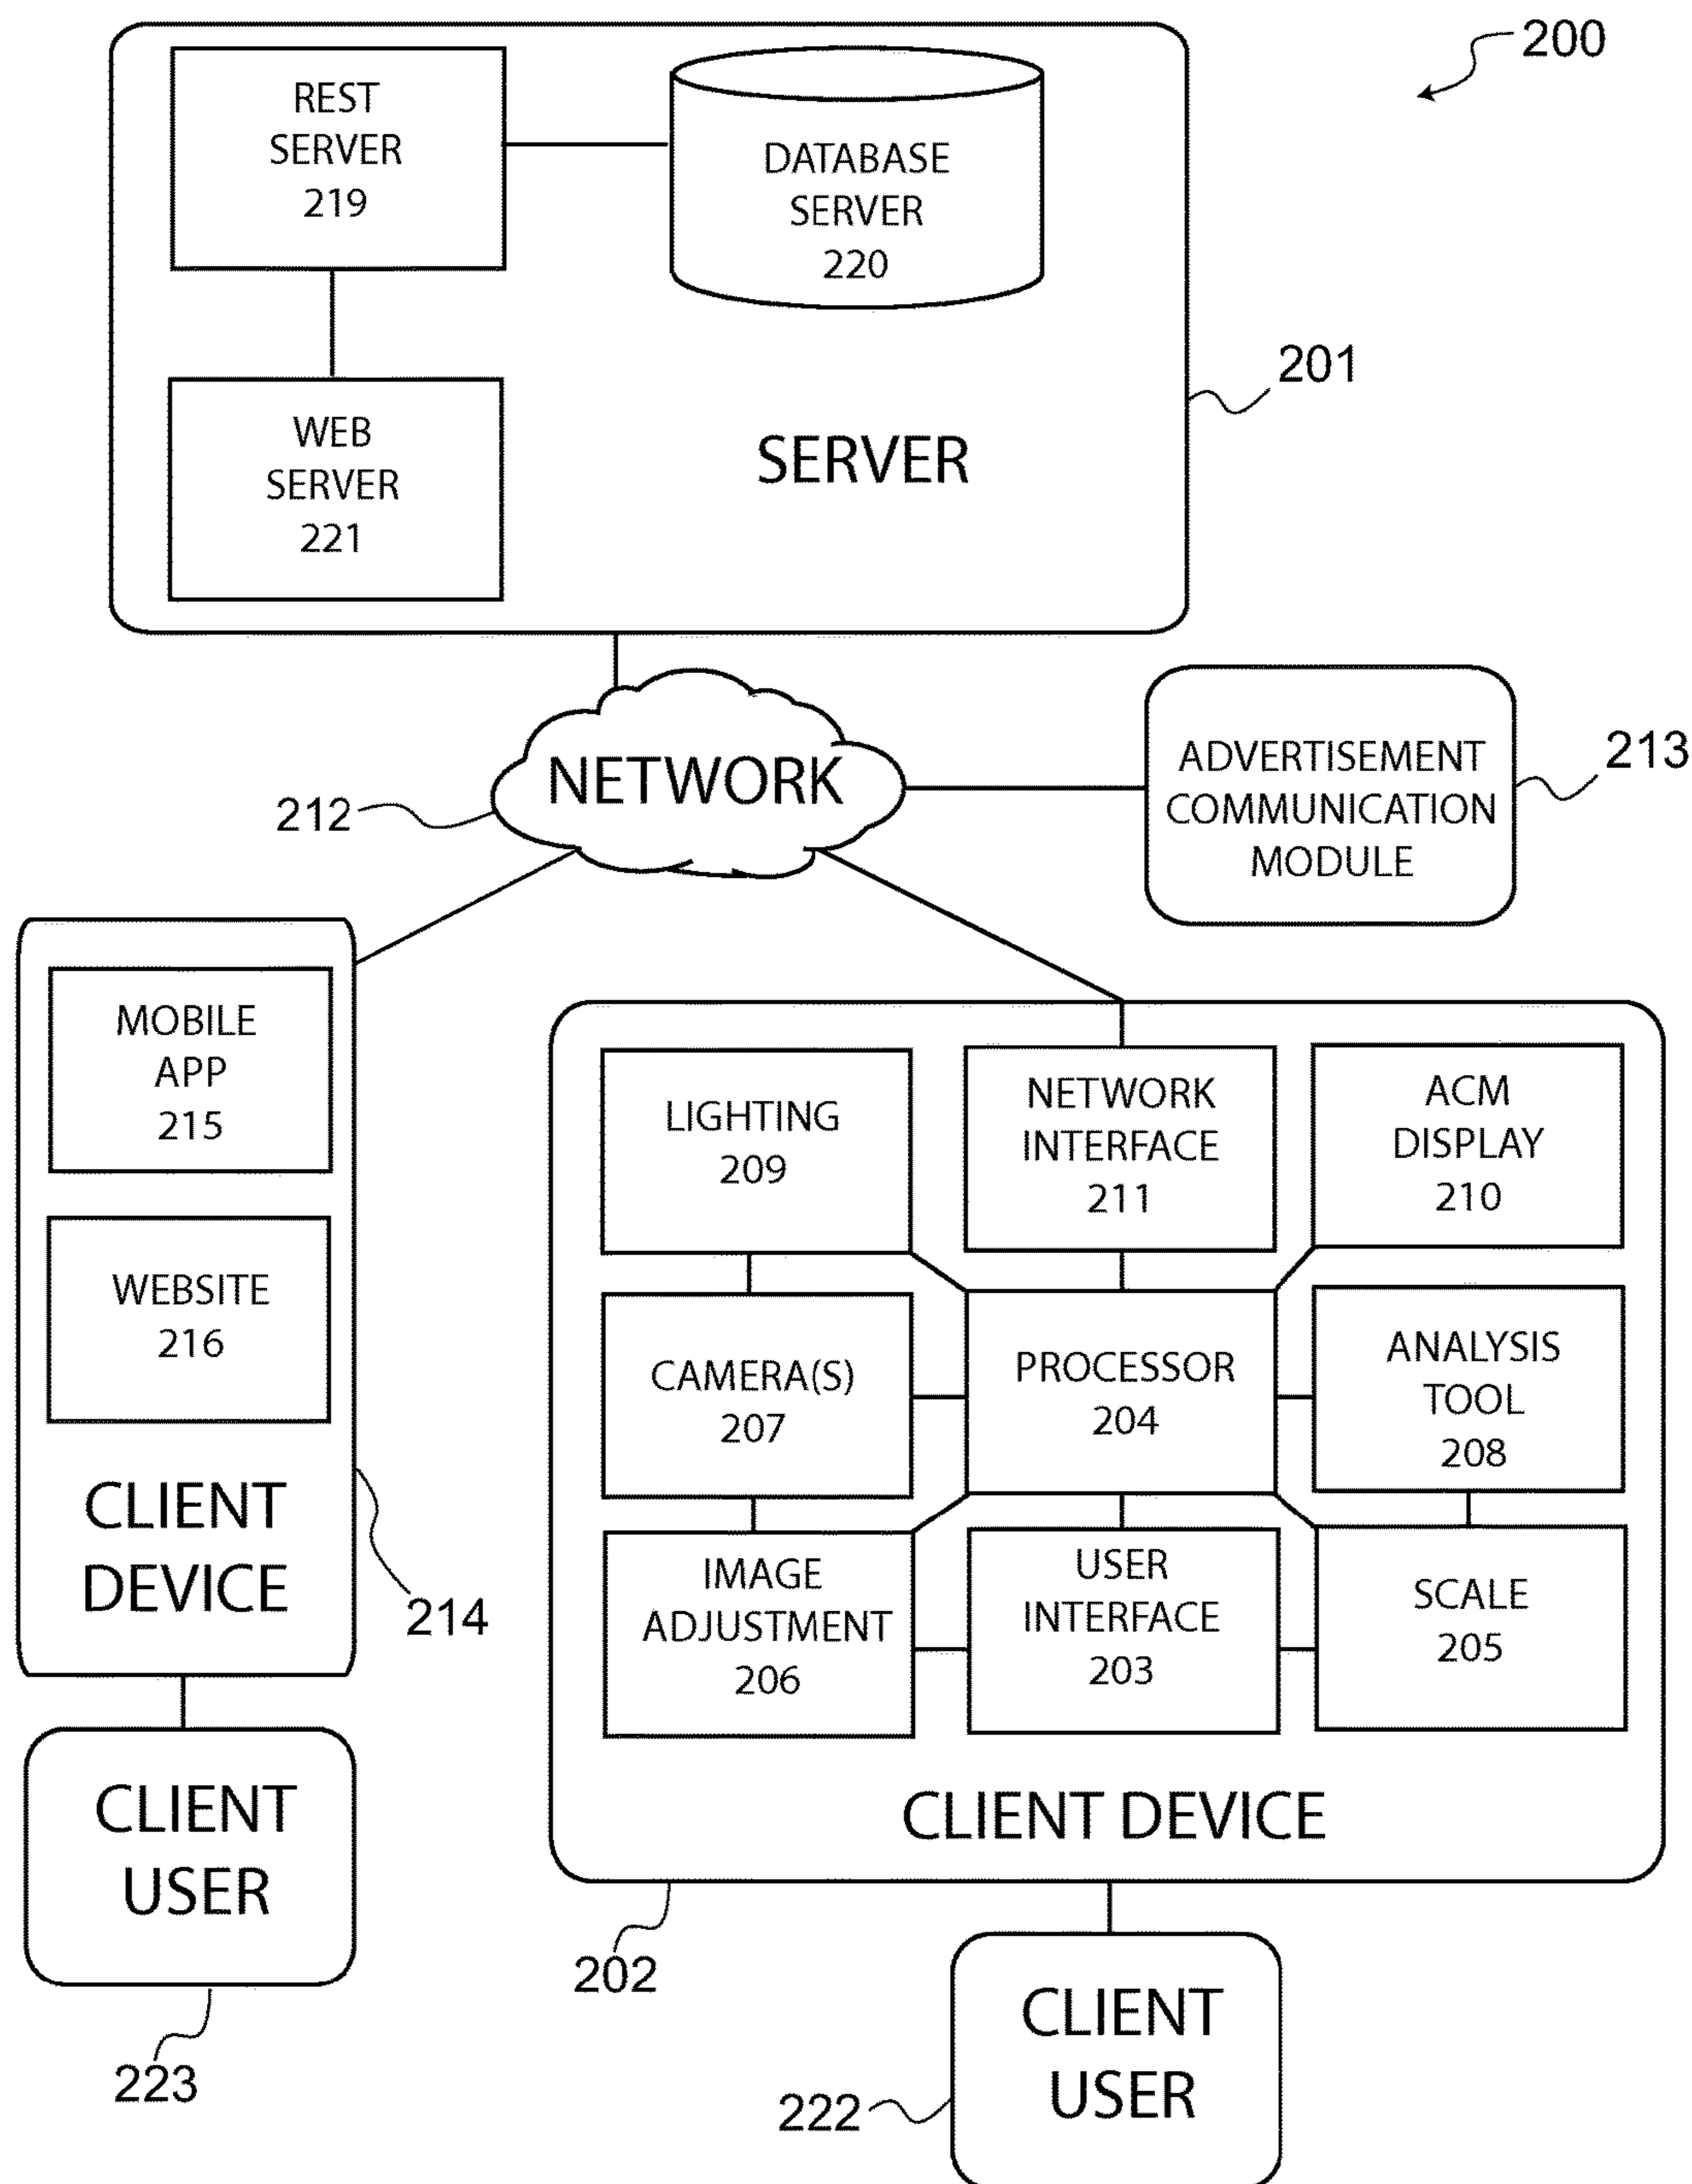 200
REST
SERVER
219
DATABASE
SERVER
220
201
WEB
SERVER
221
SERVER
NETWORK
212
ADVERTISEMENT
COMMUNICATION
MODULE
213
MOBILE
APP
215
WEBSITE
216
CLIENT
DEVICE
214
CLIENT
USER
223
LIGHTING
209
NETWORK
INTERFACE
211
ACM
DISPLAY
210
CAMERA(S)
207
PROCESSOR
204
ANALYSIS
TOOL
208
IMAGE
ADJUSTMENT
206
USER
INTERFACE
203
SCALE
205
CLIENT DEVICE
202
CLIENT
USER
222